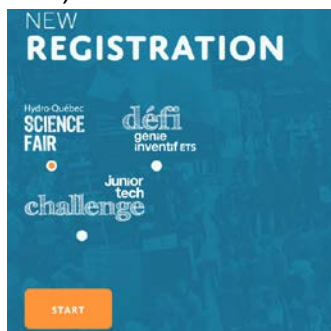 NEW
REGISTRATION
Hydro-Québec
SCIENCE
FAIR
défi
génie
inventif ETS
Junior
tech
challenge
START